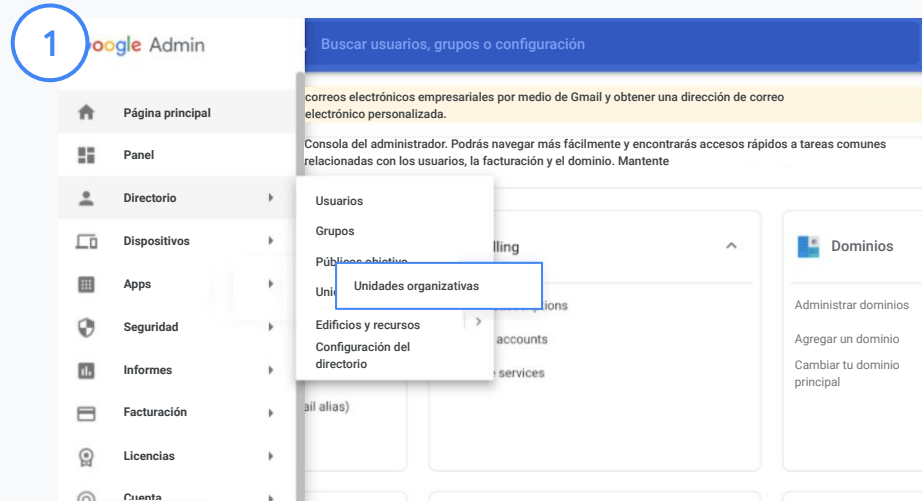 1
oogle Admin
Buscar usuarios, grupos o configuración
correos electrónicos empresariales por medio de Gmail y obtener una dirección de correo
electrónico personalizada.
Consola del administrador. Podrás navegar más fácilmente y encontrarás accesos rápidos a tareas comunes
relacionadas con los usuarios, la facturación y el dominio. Mantente
Página principal
Panel
Directorio
Dispositivos
Apps
Seguridad
Informes
Facturación
Licencias
Cuenta
Usuarios
Grupos
Públicos objetivo
Unidades organizativas
Edificios y recursos
Configuración del
directorio
lling
accounts
services
ail alias)
Dominios
Administrar dominios
Agregar un dominio
Cambiar tu dominio
principal